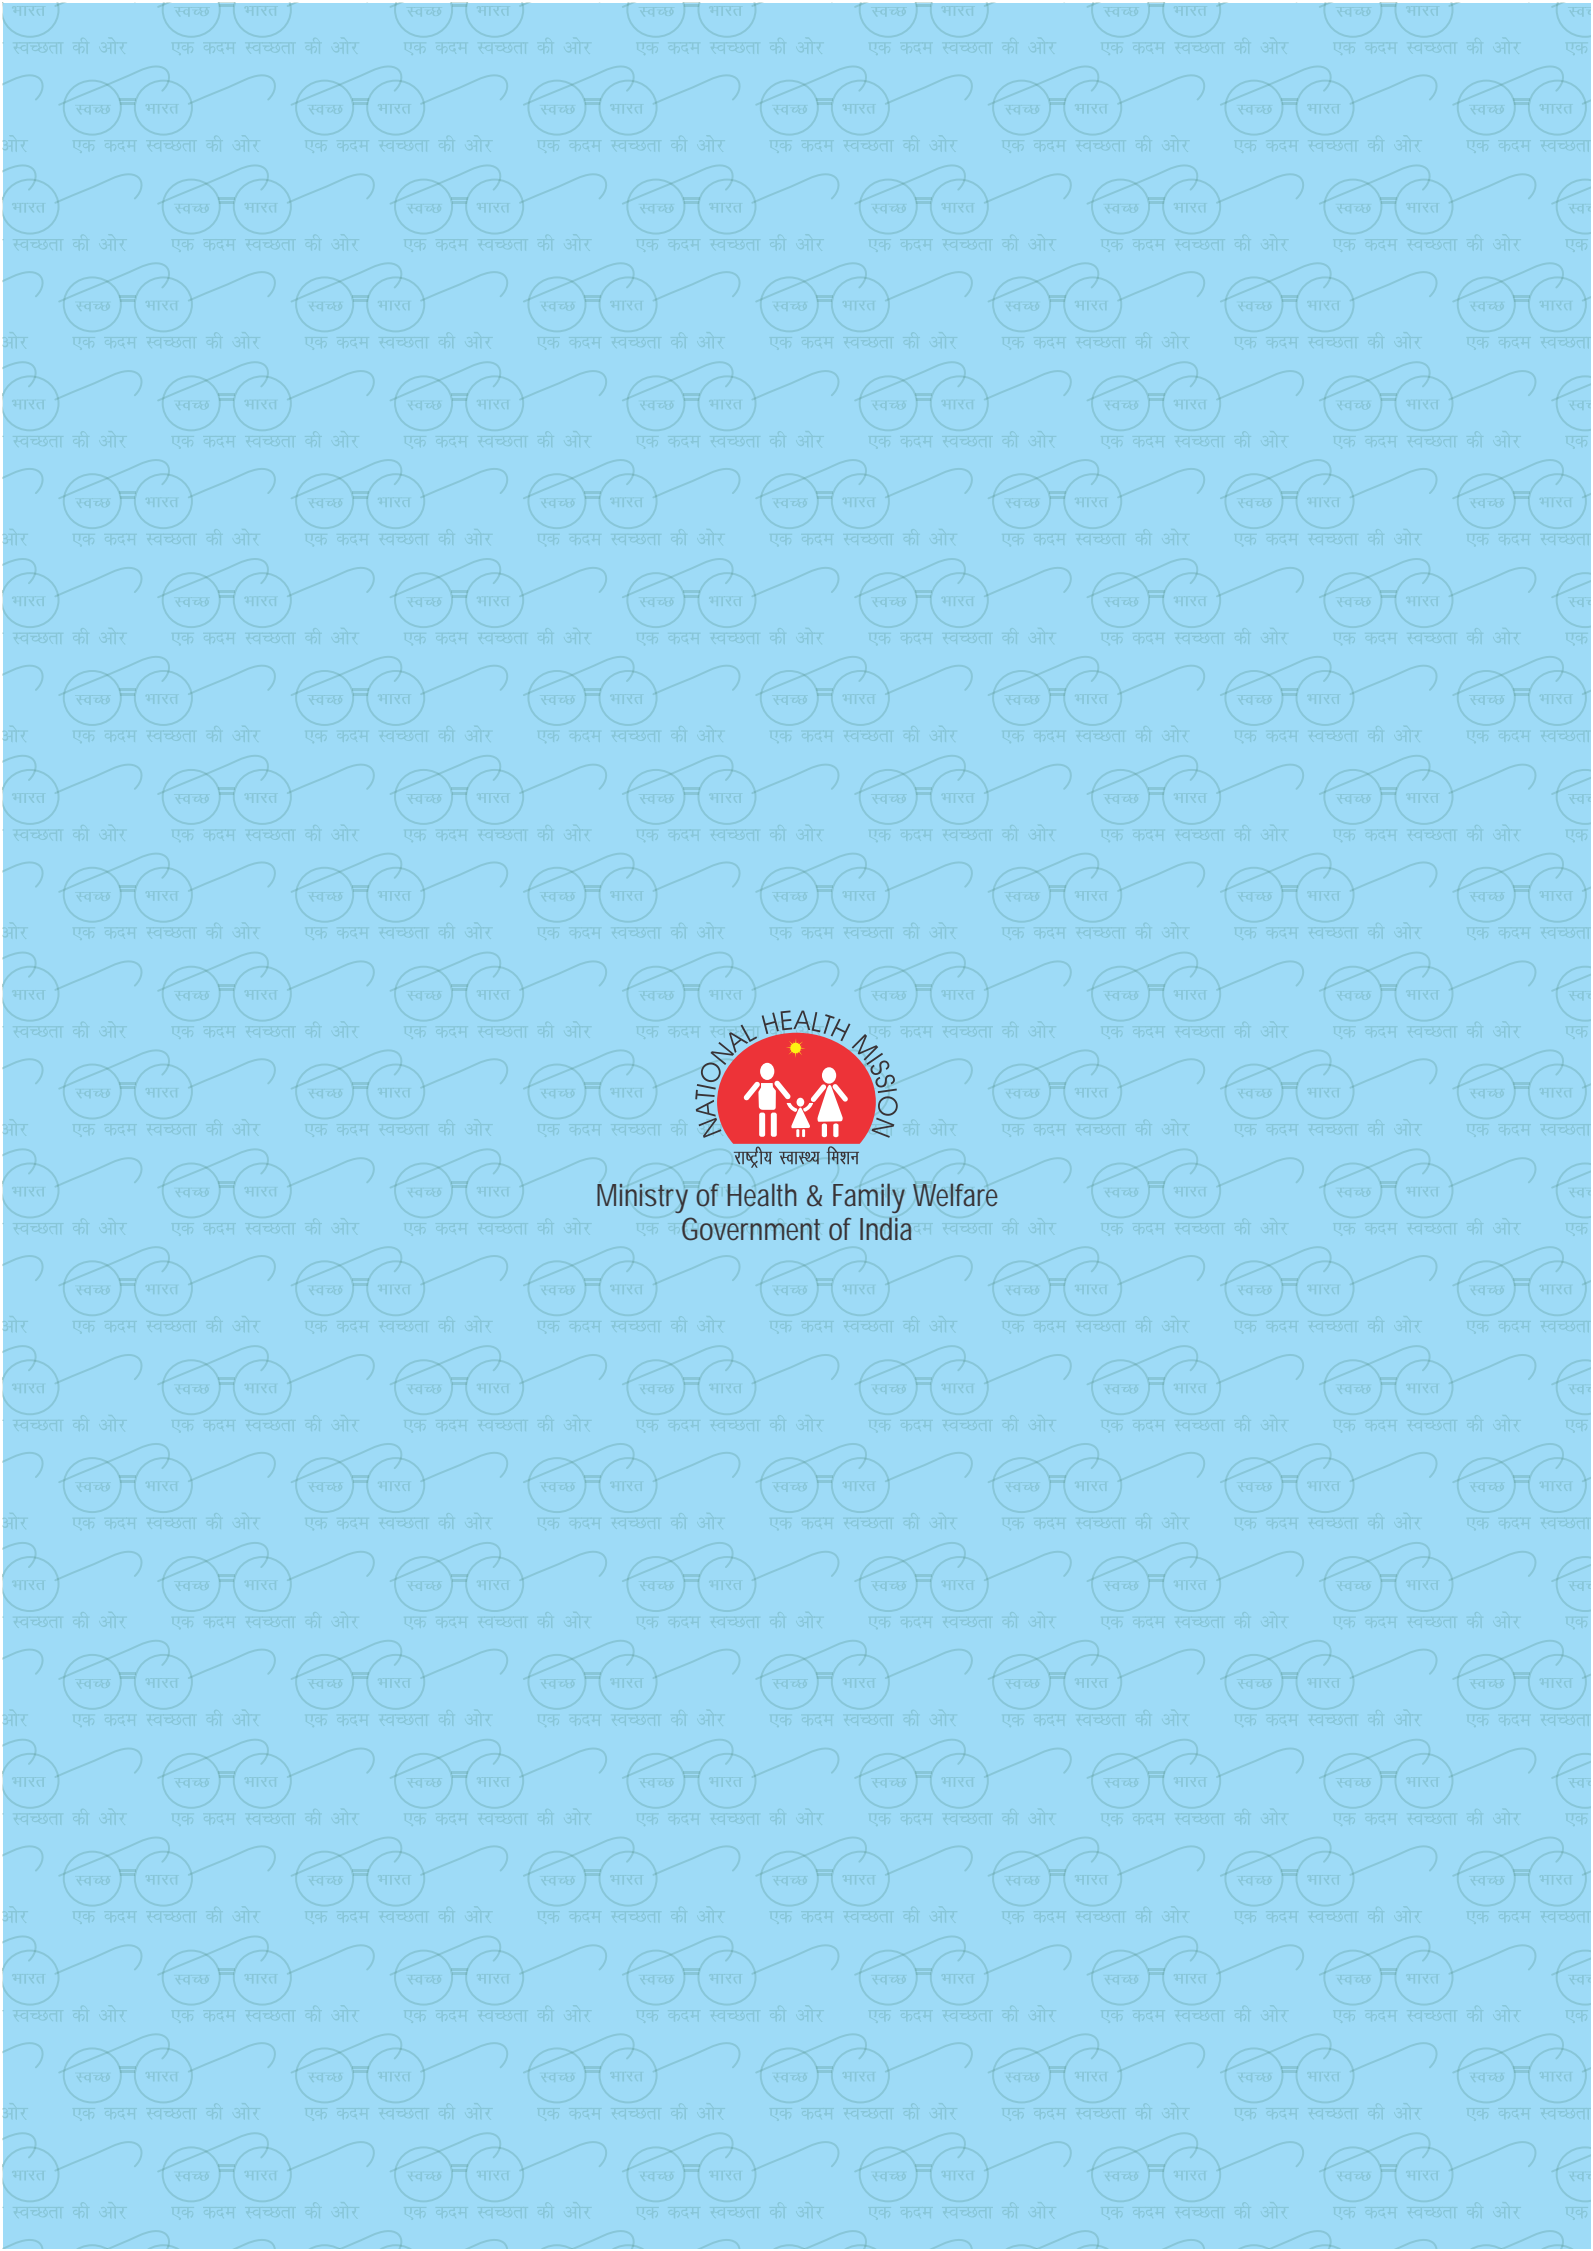 स्वच्छ भारत
एक कदम स्वच्छता की ओर
NATIONAL HEALTH MISSION
राष्ट्रीय स्वास्थ्य मिशन
Ministry of Health & Family Welfare
Government of India